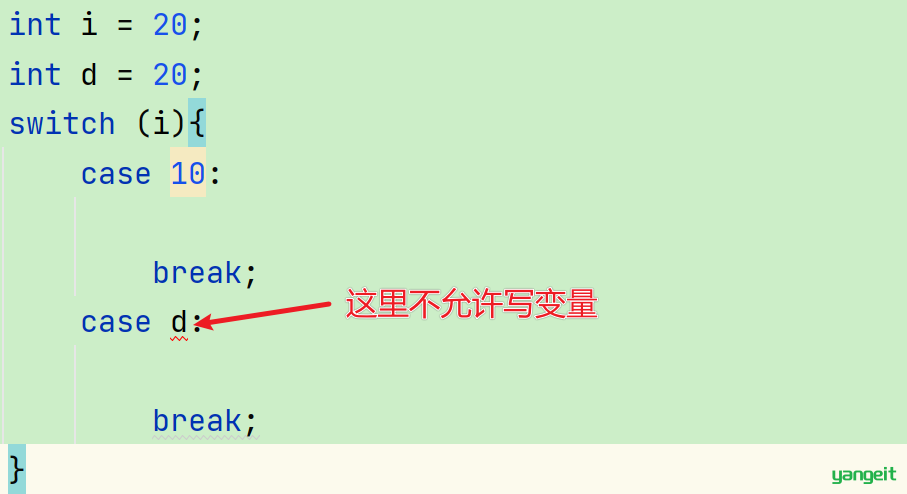 int i = 20;
int d = 20;
switch (i){
case 10:
break;
case d:
这里不允许写变量
break;
}
yangeit